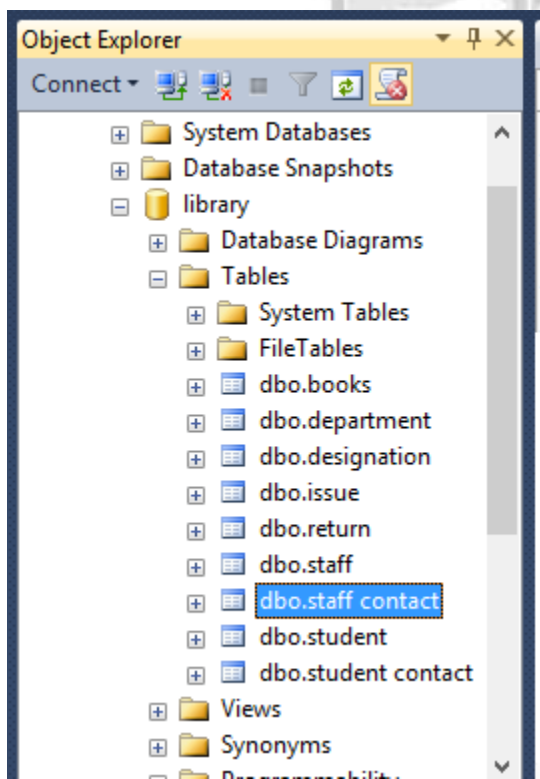 Object Explorer
Connect
System Databases
Database Snapshots
library
Database Diagrams
Tables
System Tables
FileTables
dbo.books
dbo.department
dbo.designation
dbo.issue
dbo.return
dbo.staff
dbo.staff contact
dbo.student
dbo.student contact
Views
Synonyms
Programmability